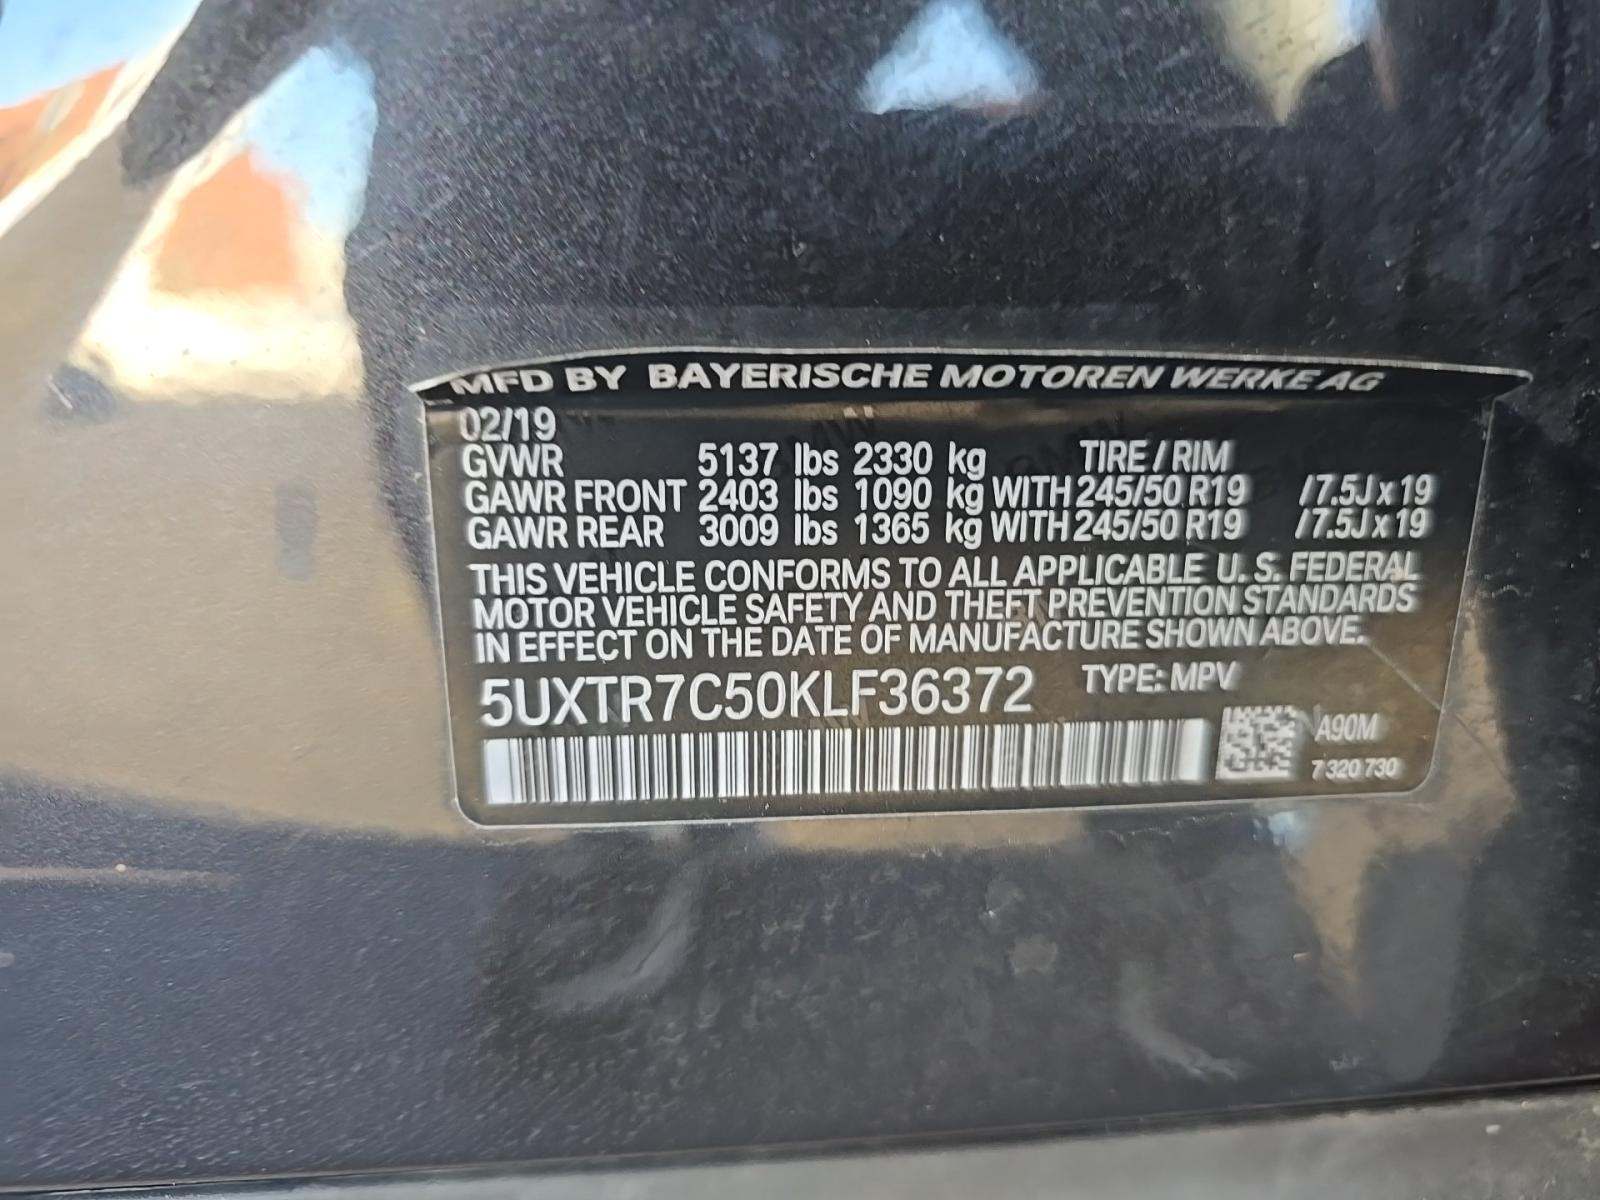 MFD BY BAYERISCHE MOTOREN WERKE AG
02/19
GVWR 5137 lbs 2330 kg TIRE / RIM
GAWR FRONT 2403 lbs 1090 kg WITH 245/50 R19 / 7.5J x 19
GAWR REAR 3009 lbs 1365 kg WITH 245/50 R19 / 7.5J x 19
THIS VEHICLE CONFORMS TO ALL APPLICABLE U. S. FEDERAL
MOTOR VEHICLE SAFETY AND THEFT PREVENTION STANDARDS
IN EFFECT ON THE DATE OF MANUFACTURE SHOWN ABOVE.
5UXTR7C50KLF36372 TYPE: MPV
A90M
7 320 730